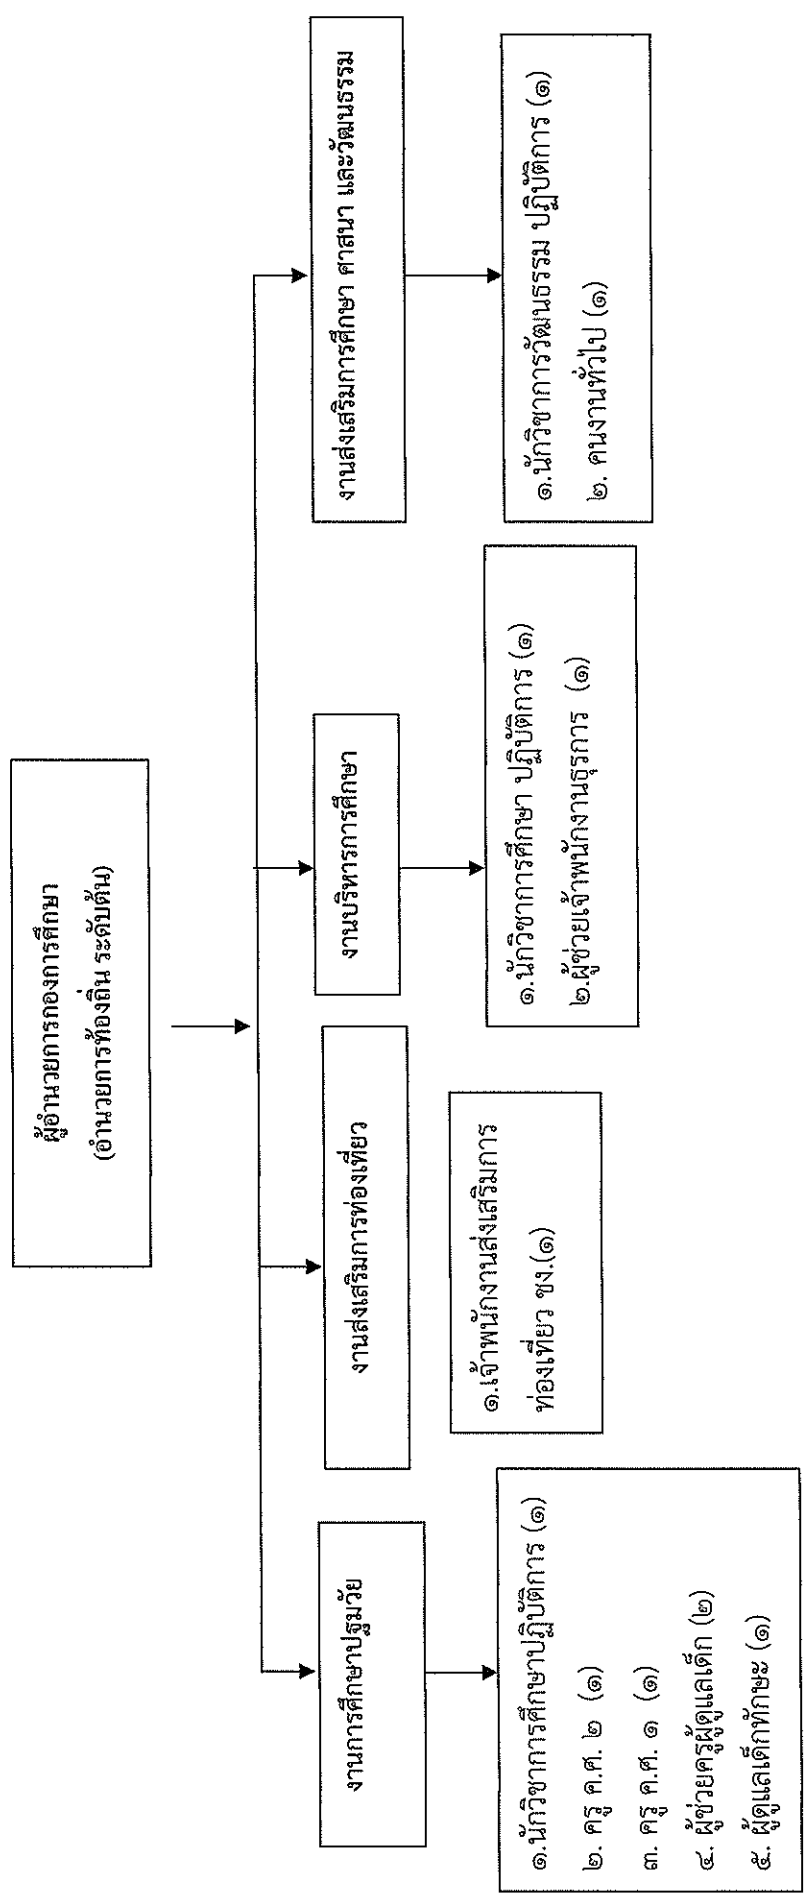 ผู้อำนวยการกองการศึกษา
(อำนวยการท้องถิ่น ระดับต้น)
งานการศึกษาปฐมวัย
งานส่งเสริมการท่องเที่ยว
งานบริหารการศึกษา
งานส่งเสริมการศึกษา ศาสนา และวัฒนธรรม
๑.นักวิชาการศึกษาปฏิบัติการ (๑)
๒. ครู ค.ศ. ๒ (๑)
๓. ครู ค.ศ. ๑ (๑)
๔. ผู้ช่วยครูผู้ดูแลเด็ก (๒)
๕. ผู้ดูแลเด็กทักษะ (๑)
๑.เจ้าพนักงานส่งเสริมการ
ท่องเที่ยว ชง.(๑)
๑.นักวิชาการศึกษา ปฏิบัติการ (๑)
๒.ผู้ช่วยเจ้าพนักงานธุรการ (๑)
๑.นักวิชาการวัฒนธรรม ปฏิบัติการ (๑)
๒. คนงานทั่วไป (๑)